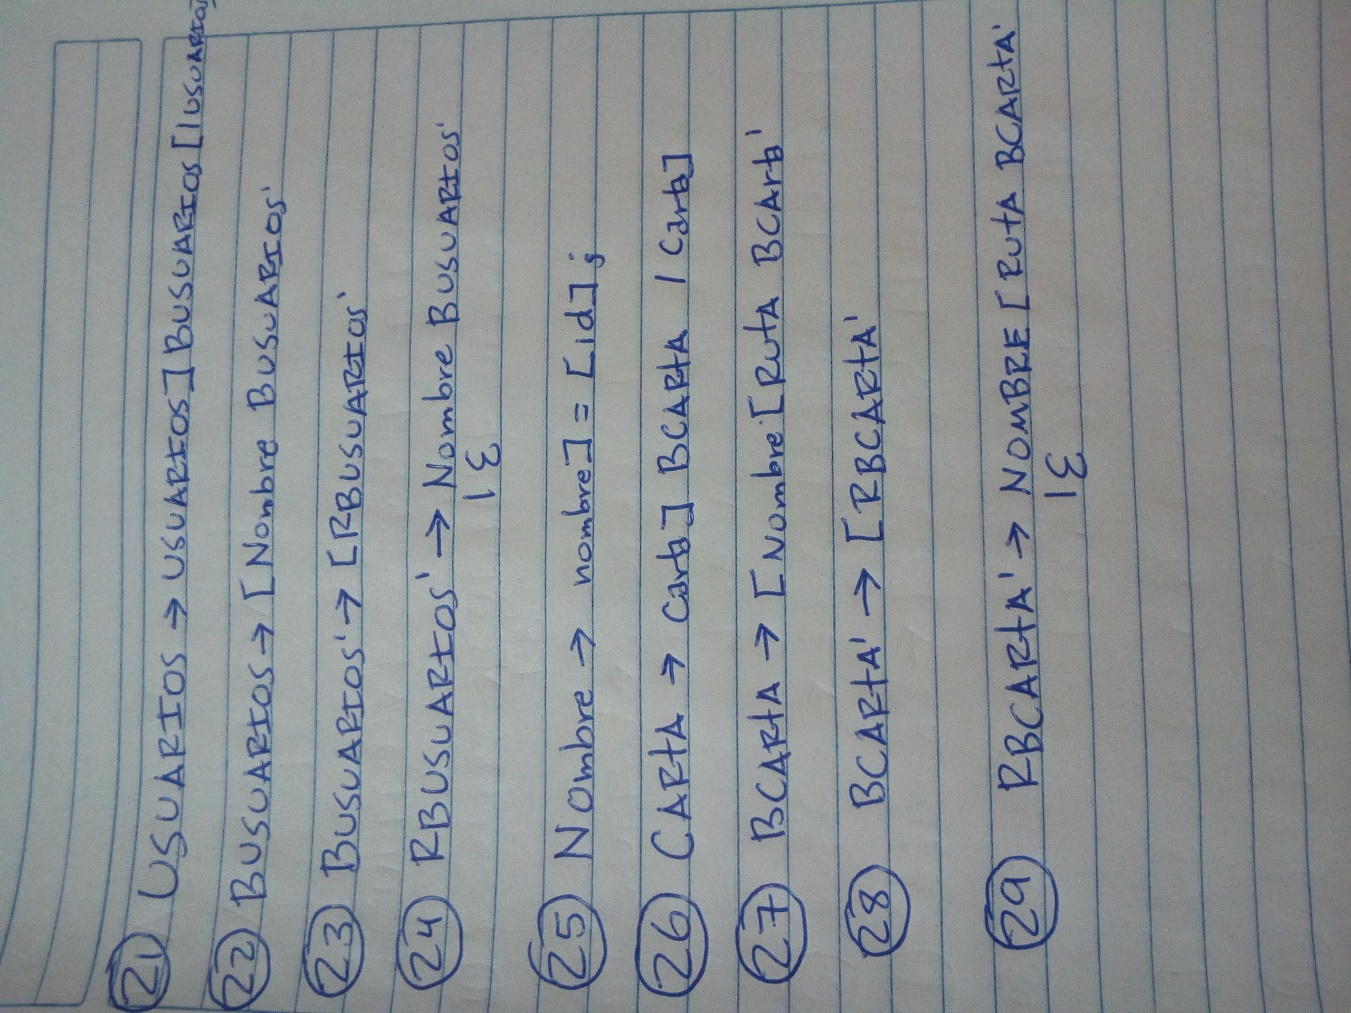 21 USUARIOS → USUARIOS] BUSUARIOS [/USUARIOS]
22 BUSUARIOS → [Nombre BUSUARIOS'
23 BUSUARIOS' → [RBUSUARIOS'
24 RBUSUARIOS' → Nombre BUSUARIOS'
| ε
25 Nombre → nombre] = [id];
26 CARTA → Carta] BCARTA / Carta]
27 BCARTA → [Nombre [RUTA BCArta'
28 BCARTA' → [RBCARTA'
29 RBCARTA' → NOMBRE [RUTA BCARTA'
| ε